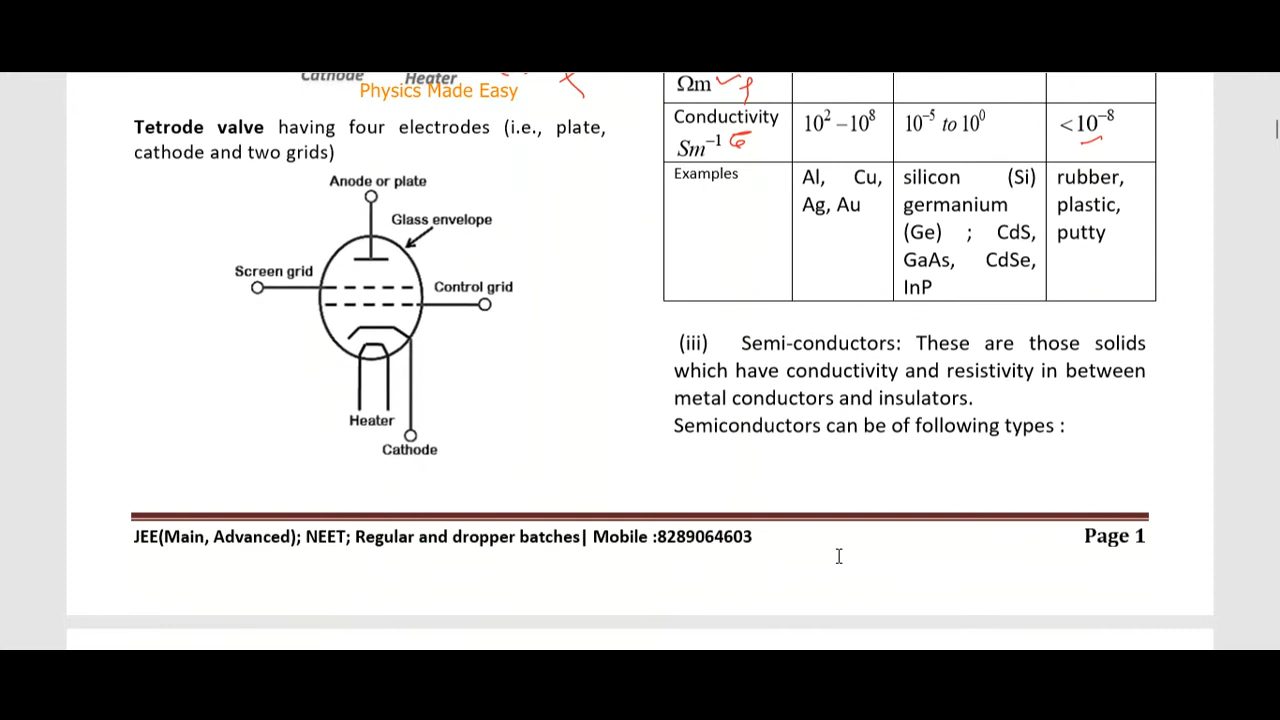 Cathode Heater
Physics Made Easy
Tetrode valve having four electrodes (i.e., plate,
cathode and two grids)
Anode or plate
Glass envelope
Screen grid
Control grid
Heater
Cathode
Ωm ρ
Conductivity 10² – 10⁸ 10⁻⁵ to 10⁰ <10⁻⁸
Sm⁻¹ σ
Examples Al, Cu, silicon (Si) rubber,
Ag, Au germanium plastic,
(Ge) ; CdS, putty
GaAs, CdSe,
InP
(iii) Semi-conductors: These are those solids
which have conductivity and resistivity in between
metal conductors and insulators.
Semiconductors can be of following types :
JEE(Main, Advanced); NEET; Regular and dropper batches| Mobile :8289064603 Page 1